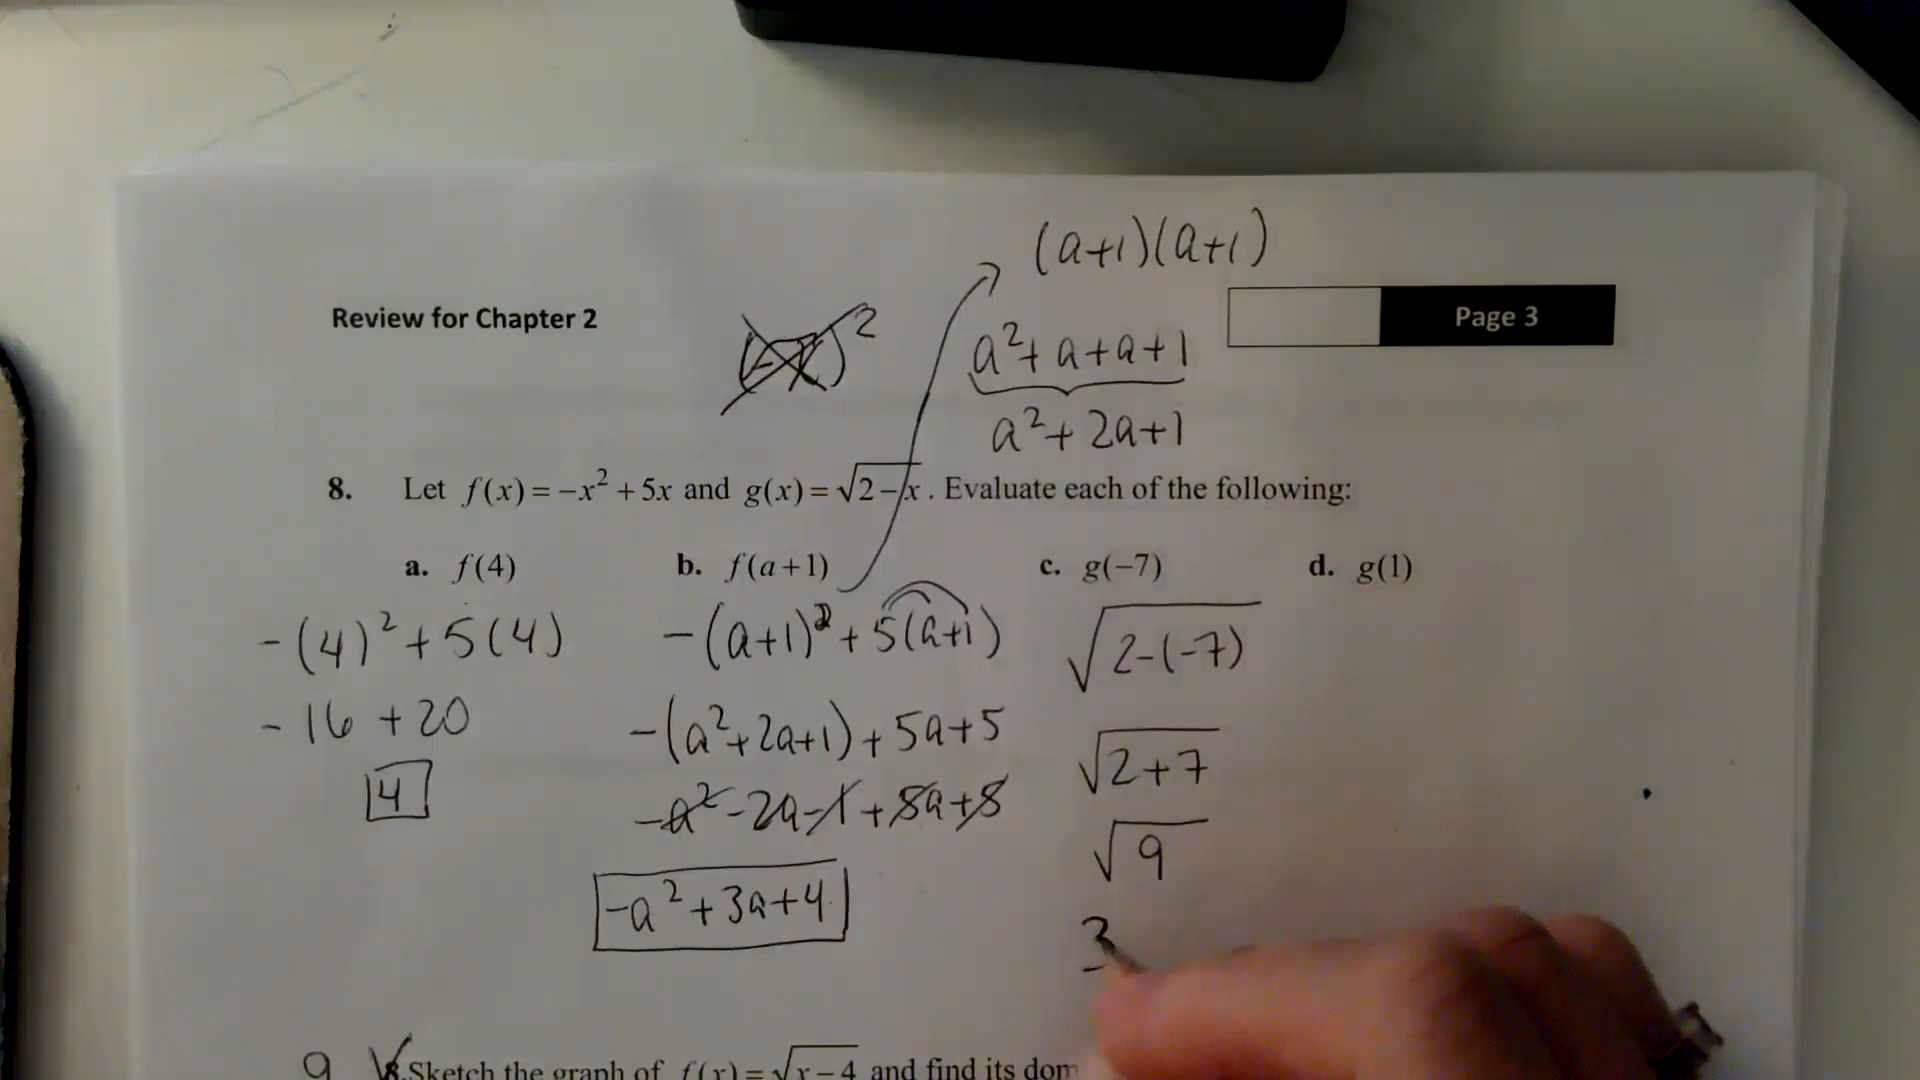 (a+1)(a+1)
Review for Chapter 2
Page 3
a²+a+a+1
a²+2a+1
8. Let f(x)=−x²+5x and g(x)=√2−x. Evaluate each of the following:
a. f(4)
b. f(a+1)
c. g(−7)
d. g(1)
-(4)²+5(4)
-16+20
4
-(a+1)²+5(a+1)
-(a²+2a+1)+5a+5
-a²-2a-1+5a+5
-a²+3a+4
√2-(-7)
√2+7
√9
3
9 Sketch the graph of f(x)=√x−4 and find its dom